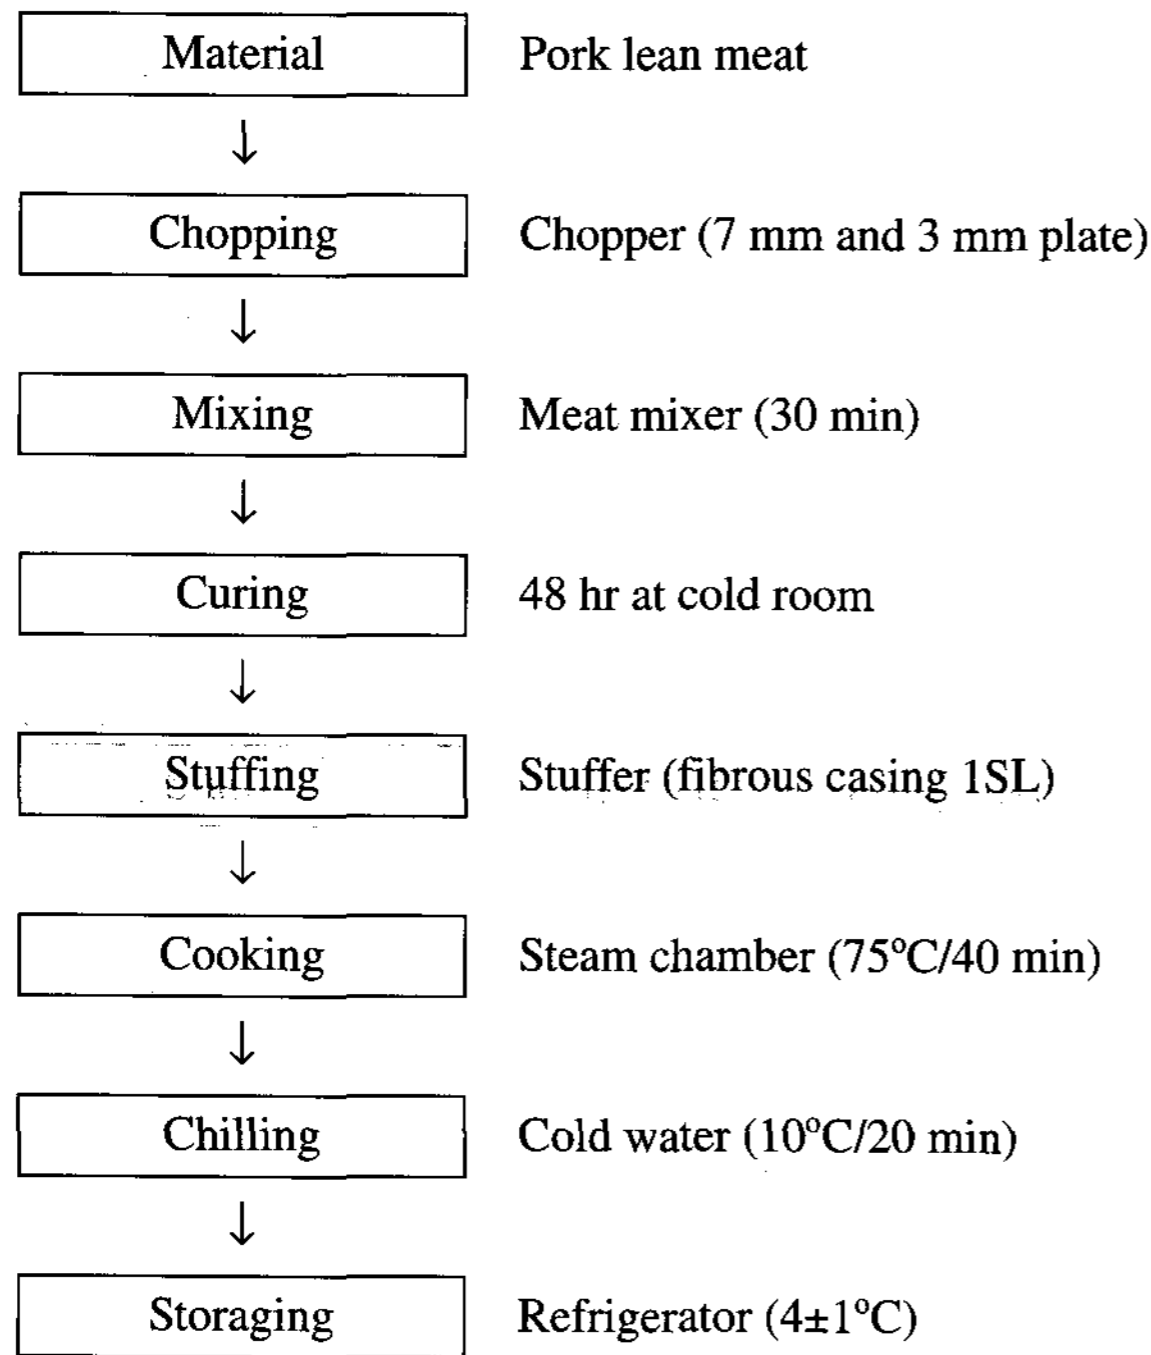 Material Pork lean meat
↓
Chopping Chopper (7 mm and 3 mm plate)
↓
Mixing Meat mixer (30 min)
↓
Curing 48 hr at cold room
↓
Stuffing Stuffer (fibrous casing 1SL)
↓
Cooking Steam chamber (75°C/40 min)
↓
Chilling Cold water (10°C/20 min)
↓
Storaging Refrigerator (4±1°C)